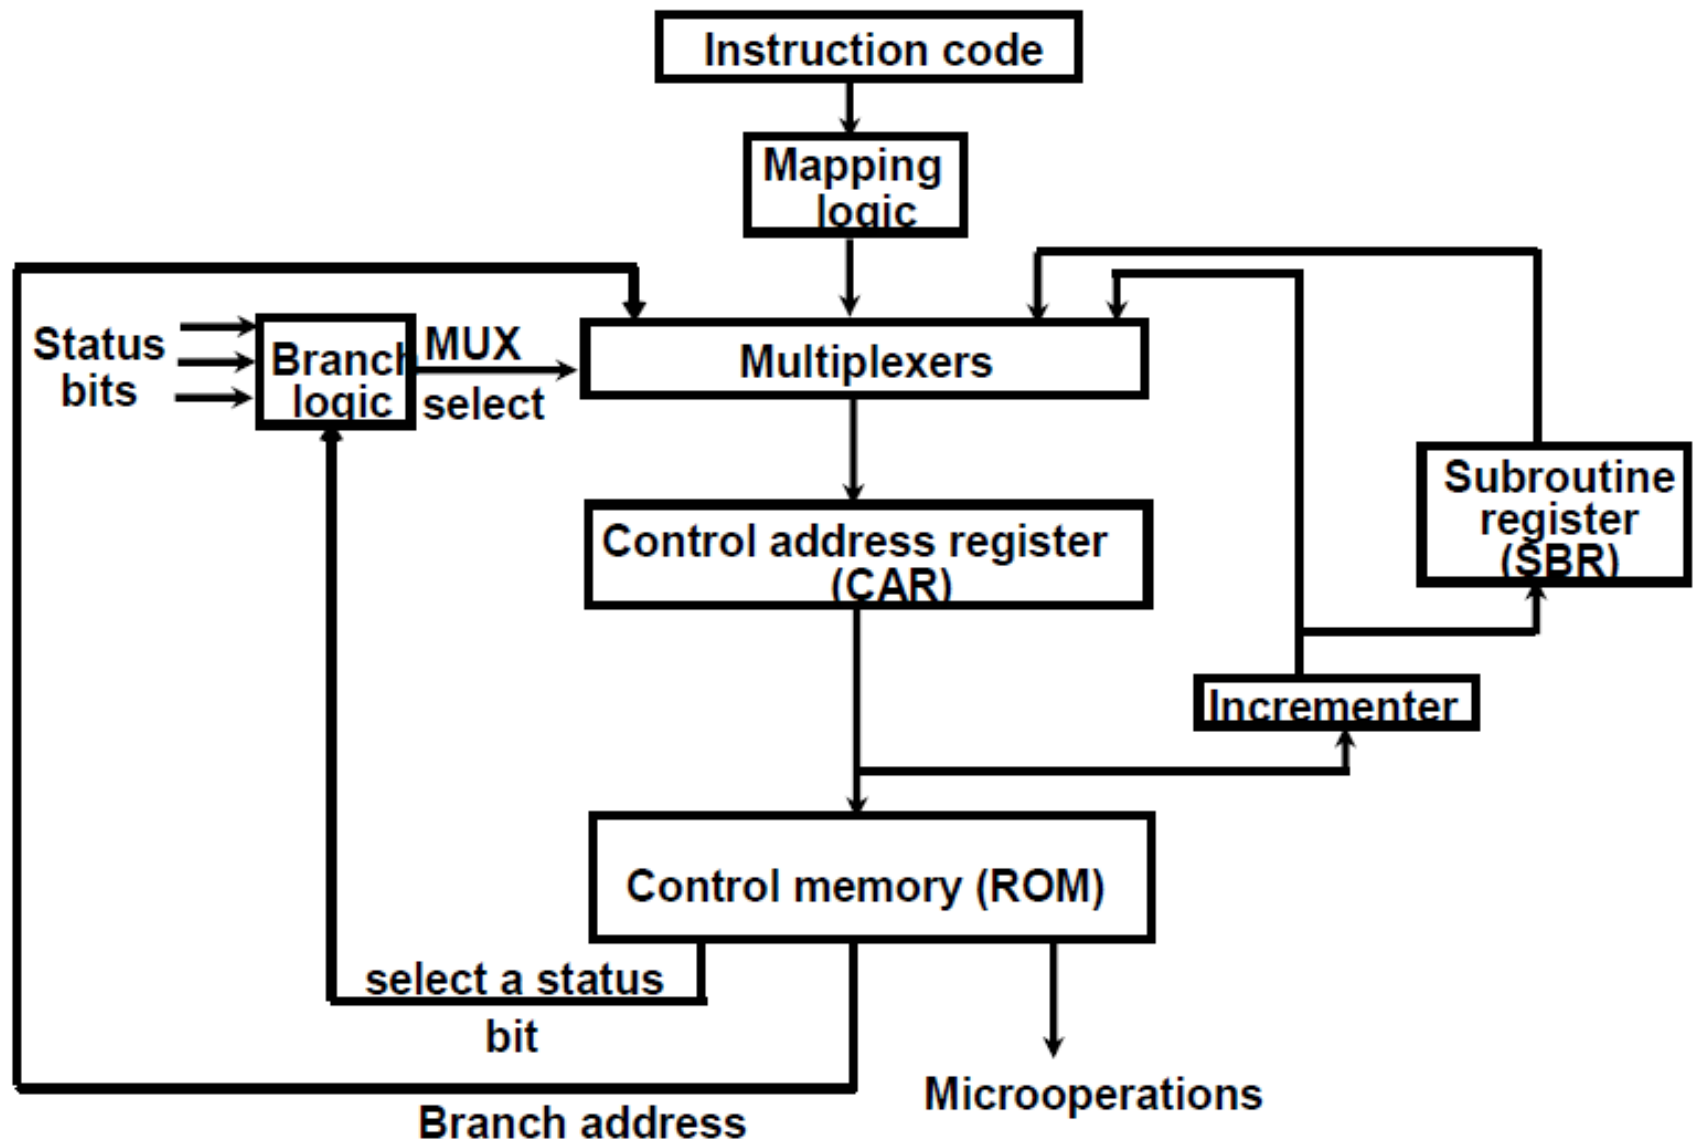 Instruction code
Mapping
logic
Status
bits
Branch
logic
MUX
select
Multiplexers
Subroutine
register
(SBR)
Control address register
(CAR)
Incrementer
Control memory (ROM)
select a status
bit
Microoperations
Branch address